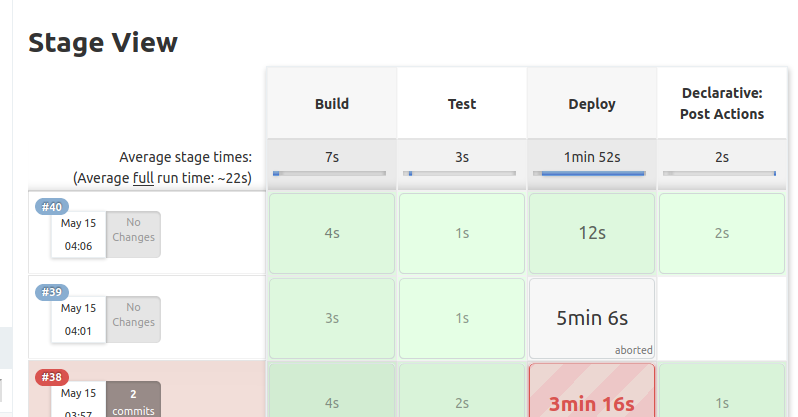 Stage View
Build
Test
Deploy
Declarative:
Post Actions
Average stage times:
(Average full run time: ~22s)
7s
3s
1min 52s
2s
#40
May 15
04:06
No
Changes
4s
1s
12s
2s
#39
May 15
04:01
No
Changes
3s
1s
5min 6s
aborted
#38
May 15
03:57
2
commits
4s
2s
3min 16s
1s